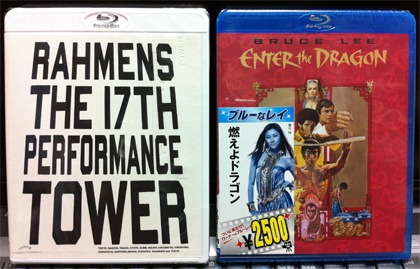 Blu-ray Disc
RAHMENS
THE 17TH
PERFORMANCE
TOWER
Blu-ray Disc
BRUCE LEE
ENTER the DRAGON
ブルーなレイ
燃えよドラゴン
¥2500